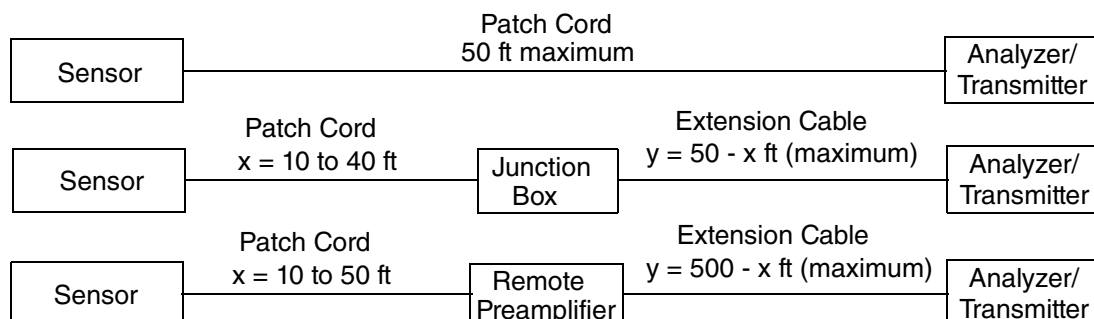 Patch Cord
50 ft maximum
Sensor
Analyzer/
Transmitter
Patch Cord
x = 10 to 40 ft
Extension Cable
y = 50 - x ft (maximum)
Sensor
Junction
Box
Analyzer/
Transmitter
Patch Cord
x = 10 to 50 ft
Extension Cable
y = 500 - x ft (maximum)
Sensor
Remote
Preamplifier
Analyzer/
Transmitter